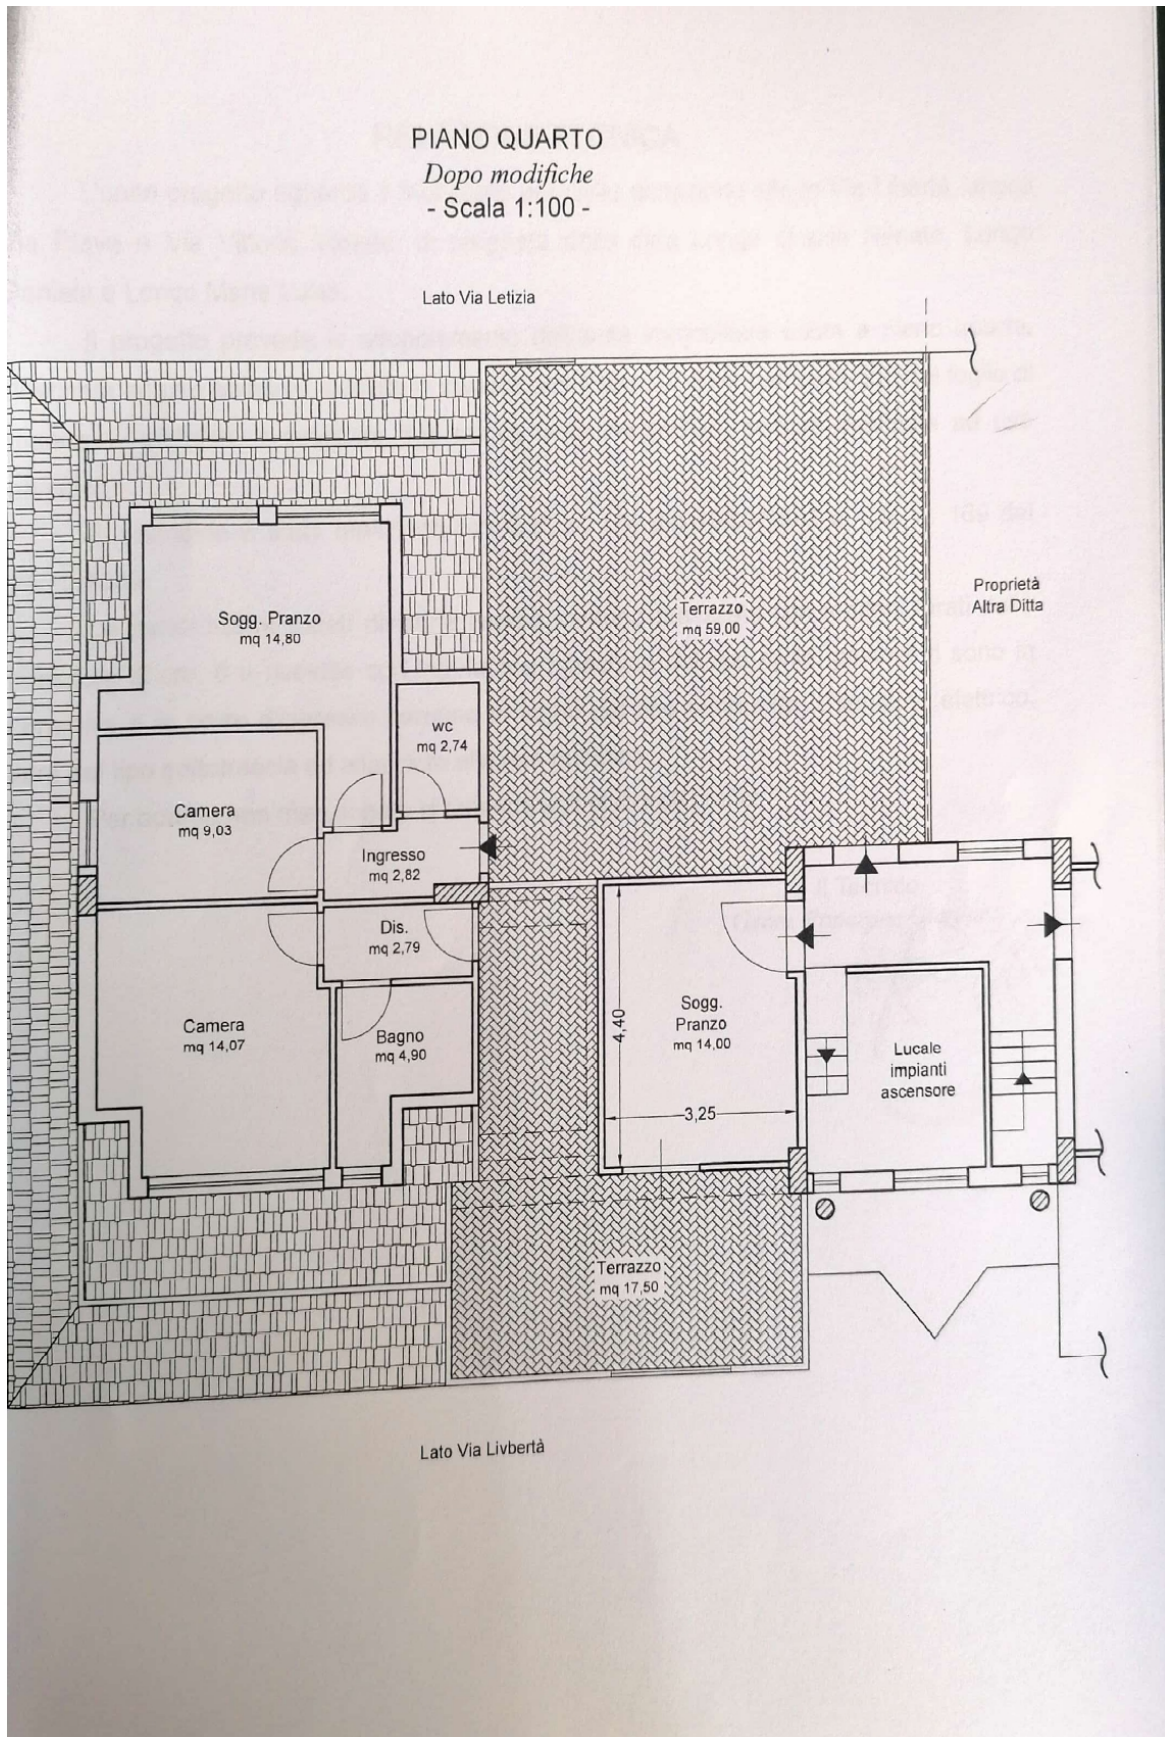 PIANO QUARTO
Dopo modifiche
- Scala 1:100 -
Lato Via Letizia
Proprietà
Altra Ditta
Terrazzo
mq 59,00
Sogg. Pranzo
mq 14,80
wc
mq 2,74
Camera
mq 9,03
Ingresso
mq 2,82
Dis.
mq 2,79
Camera
mq 14,07
Bagno
mq 4,90
4,40
Sogg.
Pranzo
mq 14,00
3,25
Lucale
impianti
ascensore
Terrazzo
mq 17,50
Lato Via Livbertà